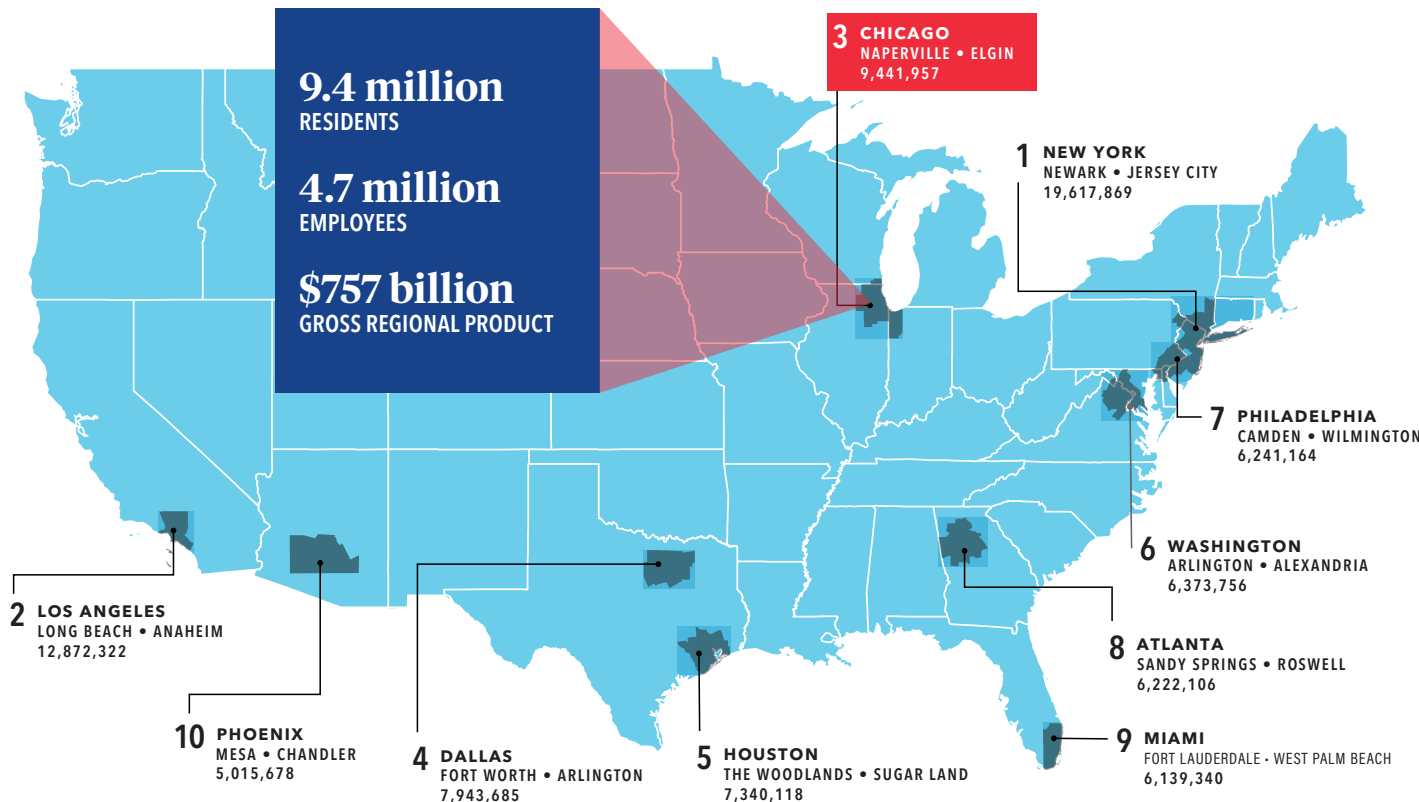 9.4 million
RESIDENTS
4.7 million
EMPLOYEES
$757 billion
GROSS REGIONAL PRODUCT
3 CHICAGO
NAPERVILLE • ELGIN
9,441,957
1 NEW YORK
NEWARK • JERSEY CITY
19,617,869
7 PHILADELPHIA
CAMDEN • WILMINGTON
6,241,164
6 WASHINGTON
ARLINGTON • ALEXANDRIA
6,373,756
2 LOS ANGELES
LONG BEACH • ANAHEIM
12,872,322
8 ATLANTA
SANDY SPRINGS • ROSWELL
6,222,106
10 PHOENIX
MESA • CHANDLER
5,015,678
4 DALLAS
FORT WORTH • ARLINGTON
7,943,685
5 HOUSTON
THE WOODLANDS • SUGAR LAND
7,340,118
9 MIAMI
FORT LAUDERDALE · WEST PALM BEACH
6,139,340